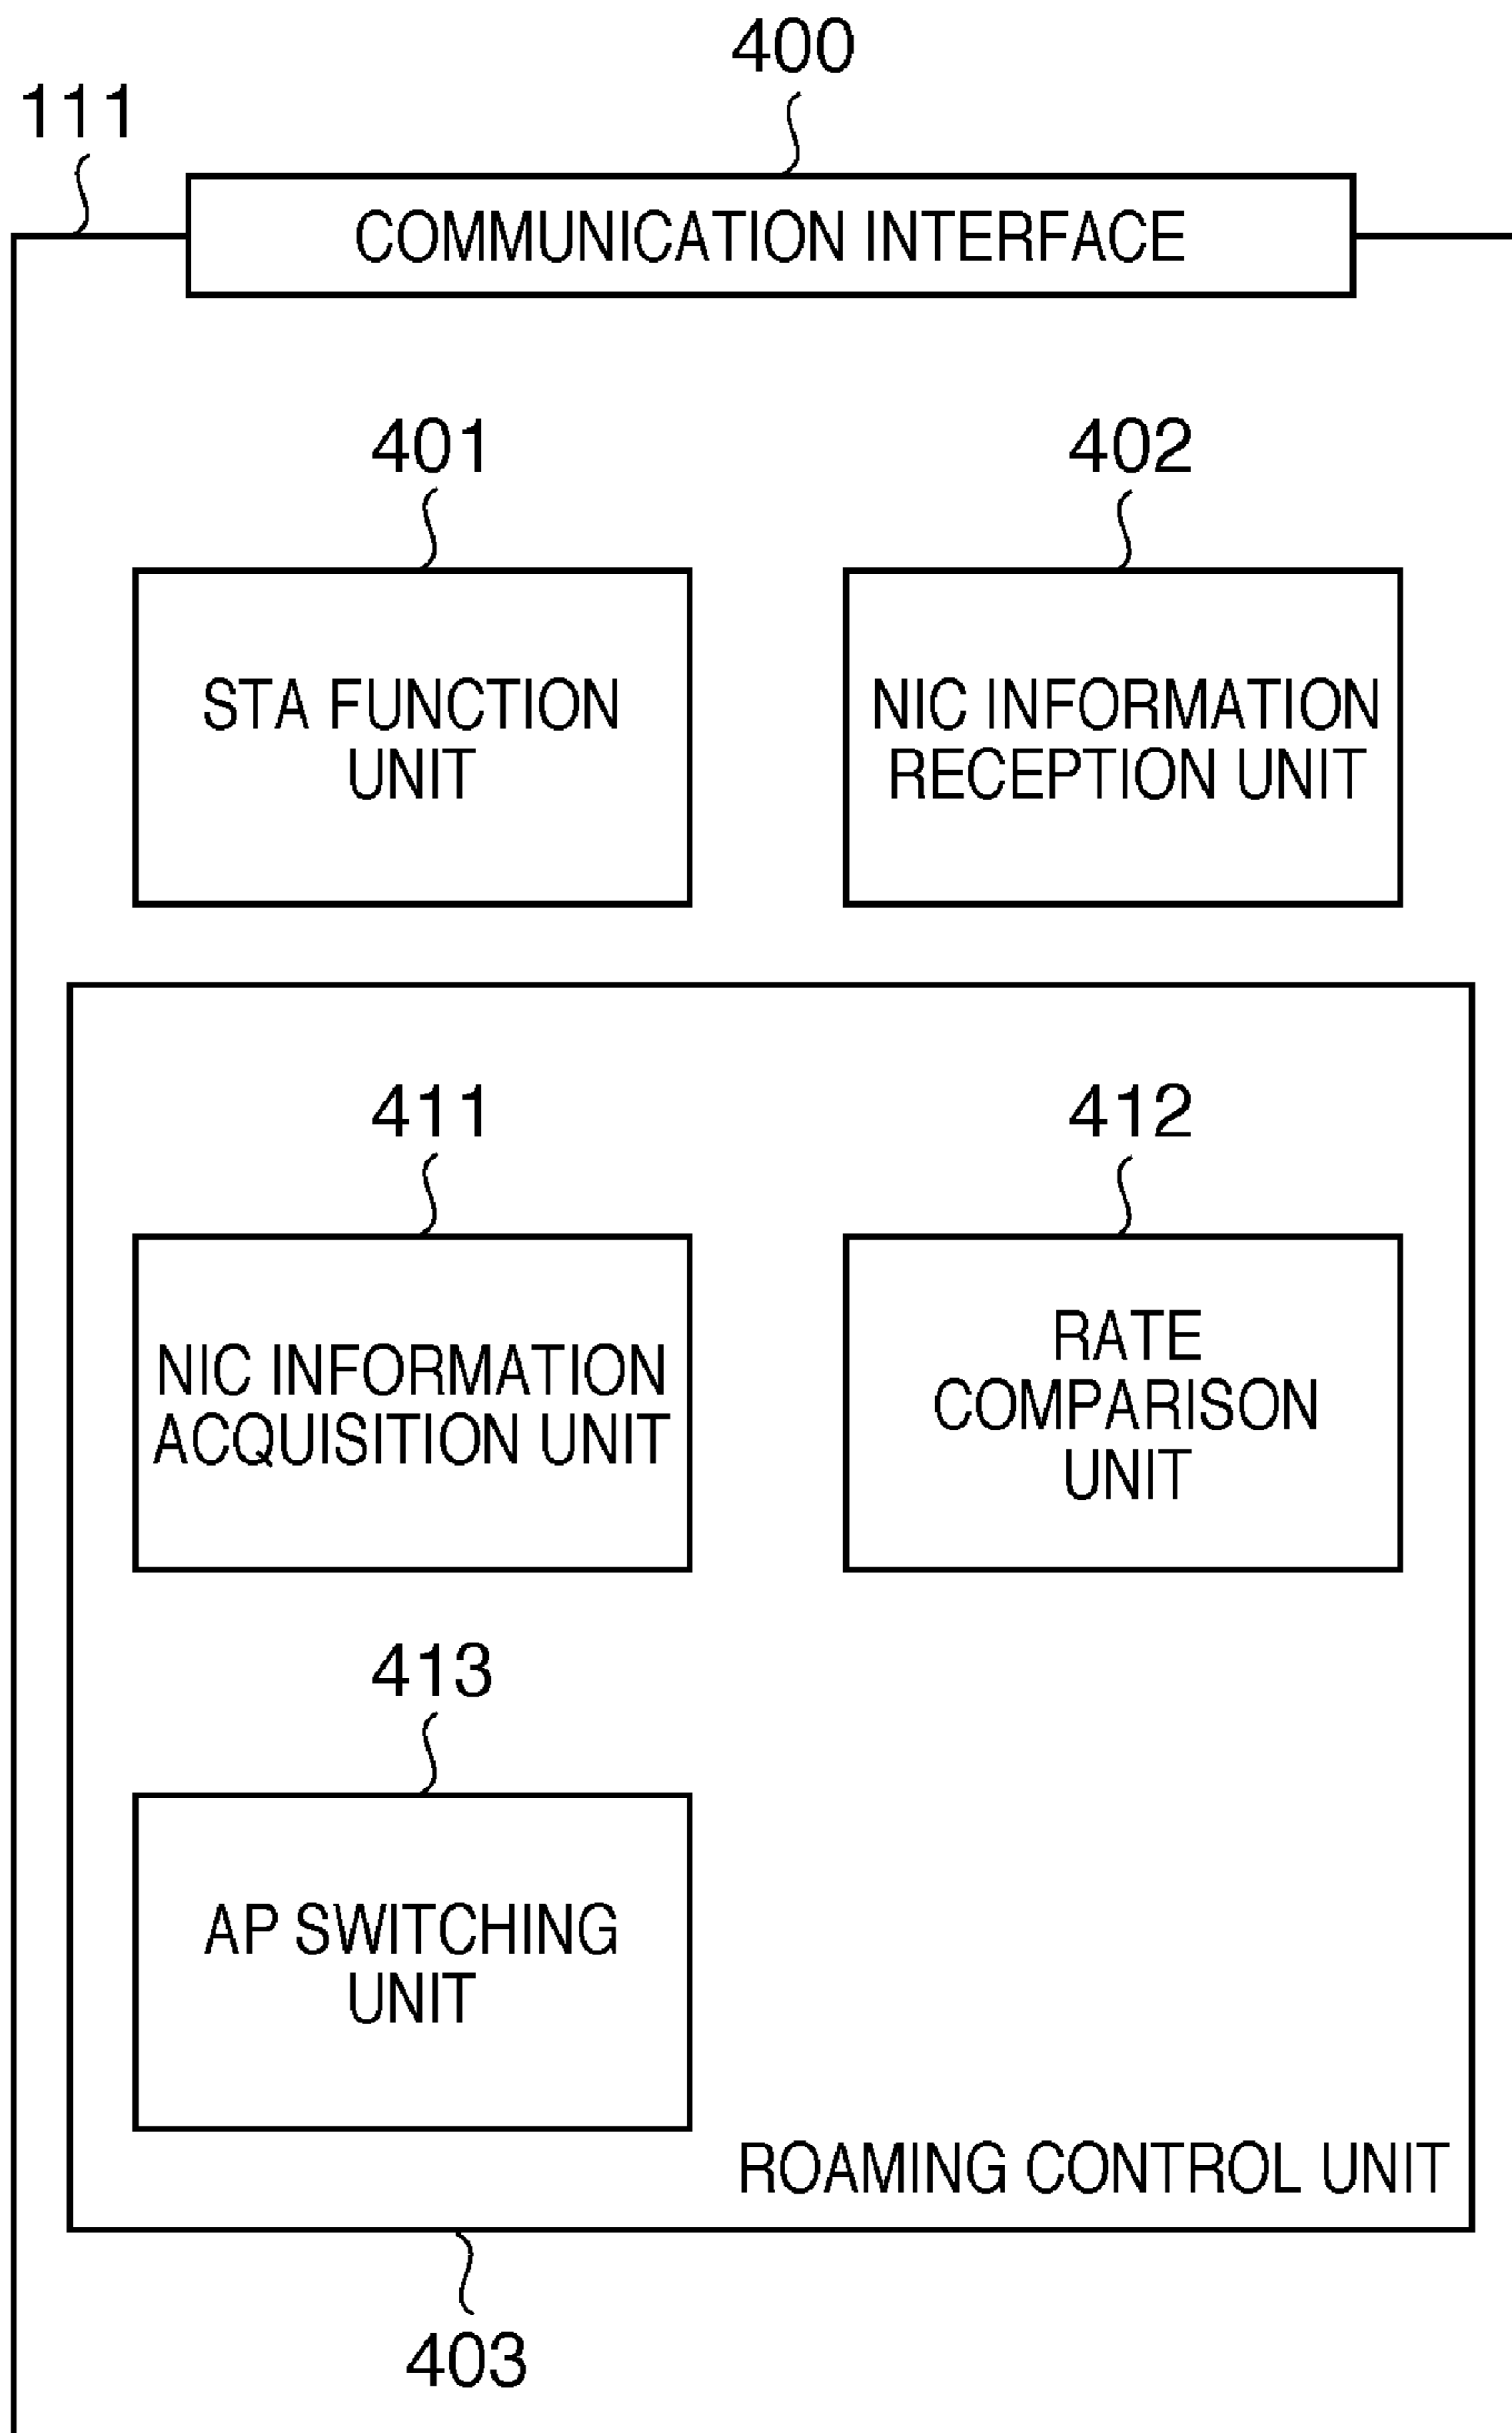 400
111
COMMUNICATION INTERFACE
401
402
STA FUNCTION
UNIT
NIC INFORMATION
RECEPTION UNIT
411
412
NIC INFORMATION
ACQUISITION UNIT
RATE
COMPARISON
UNIT
413
AP SWITCHING
UNIT
ROAMING CONTROL UNIT
403